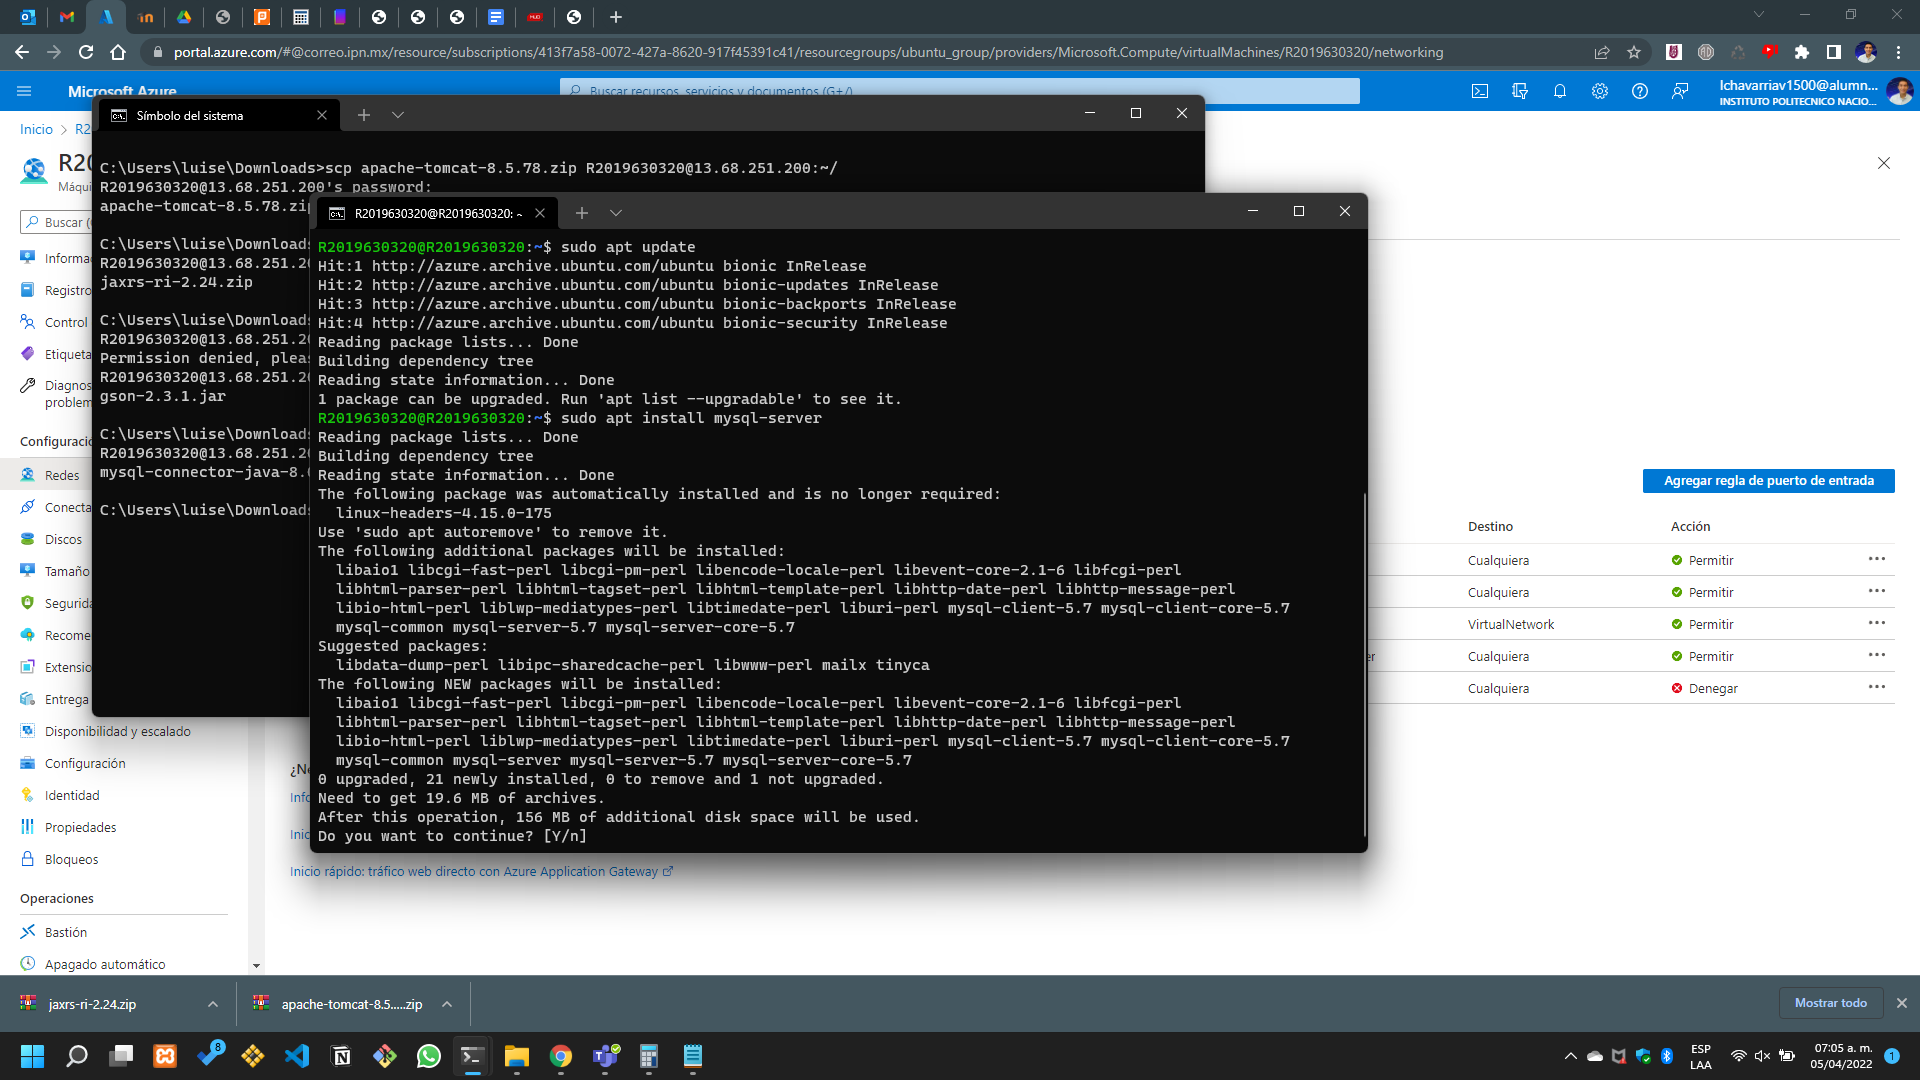 portal.azure.com/#@correo.ipn.mx/resource/subscriptions/413f7a58-0072-427a-8620-917f45391c41/resourcegroups/ubuntu_group/providers/Microsoft.Compute/virtualMachines/R2019630320/networking
Microsoft Azure
Buscar recursos, servicios y documentos (G+/)
lchavarriav1500@alumn...
INSTITUTO POLITECNICO NACIO...
Inicio > R2
R20
Máqui
Buscar (
Informa
Registro
Control
Etiqueta
Diagnos
problem
Configuració
Redes
Conecta
Discos
Tamaño
Segurida
Recome
Extensio
Entrega
Disponibilidad y escalado
Configuración
Identidad
Propiedades
Bloqueos
Operaciones
Bastión
Apagado automático
Símbolo del sistema
C:\Users\luise\Downloads>scp apache-tomcat-8.5.78.zip R2019630320@13.68.251.200:~/
R2019630320@13.68.251.200's password:
apache-tomcat-8.5.78.zip
C:\Users\luise\Downloads
R2019630320@13.68.251.20
jaxrs-ri-2.24.zip
C:\Users\luise\Downloads
R2019630320@13.68.251.20
Permission denied, pleas
R2019630320@13.68.251.20
gson-2.3.1.jar
C:\Users\luise\Downloads
R2019630320@13.68.251.20
mysql-connector-java-8.0
C:\Users\luise\Downloads
R2019630320@R2019630320: ~
R2019630320@R2019630320:~$ sudo apt update
Hit:1 http://azure.archive.ubuntu.com/ubuntu bionic InRelease
Hit:2 http://azure.archive.ubuntu.com/ubuntu bionic-updates InRelease
Hit:3 http://azure.archive.ubuntu.com/ubuntu bionic-backports InRelease
Hit:4 http://azure.archive.ubuntu.com/ubuntu bionic-security InRelease
Reading package lists... Done
Building dependency tree
Reading state information... Done
1 package can be upgraded. Run 'apt list --upgradable' to see it.
R2019630320@R2019630320:~$ sudo apt install mysql-server
Reading package lists... Done
Building dependency tree
Reading state information... Done
The following package was automatically installed and is no longer required:
linux-headers-4.15.0-175
Use 'sudo apt autoremove' to remove it.
The following additional packages will be installed:
libaio1 libcgi-fast-perl libcgi-pm-perl libencode-locale-perl libevent-core-2.1-6 libfcgi-perl
libhtml-parser-perl libhtml-tagset-perl libhtml-template-perl libhttp-date-perl libhttp-message-perl
libio-html-perl liblwp-mediatypes-perl libtimedate-perl liburi-perl mysql-client-5.7 mysql-client-core-5.7
mysql-common mysql-server-5.7 mysql-server-core-5.7
Suggested packages:
libdata-dump-perl libipc-sharedcache-perl libwww-perl mailx tinyca
The following NEW packages will be installed:
libaio1 libcgi-fast-perl libcgi-pm-perl libencode-locale-perl libevent-core-2.1-6 libfcgi-perl
libhtml-parser-perl libhtml-tagset-perl libhtml-template-perl libhttp-date-perl libhttp-message-perl
libio-html-perl liblwp-mediatypes-perl libtimedate-perl liburi-perl mysql-client-5.7 mysql-client-core-5.7
mysql-common mysql-server mysql-server-5.7 mysql-server-core-5.7
0 upgraded, 21 newly installed, 0 to remove and 1 not upgraded.
Need to get 19.6 MB of archives.
After this operation, 156 MB of additional disk space will be used.
Do you want to continue? [Y/n]
Agregar regla de puerto de entrada
Destino Acción
Cualquiera Permitir
Cualquiera Permitir
VirtualNetwork Permitir
er Cualquiera Permitir
Cualquiera Denegar
¿Ne
Info
Inic
Inicio rápido: tráfico web directo con Azure Application Gateway
jaxrs-ri-2.24.zip
apache-tomcat-8.5.....zip
Mostrar todo
8
ESP
LAA
07:05 a. m.
05/04/2022
1